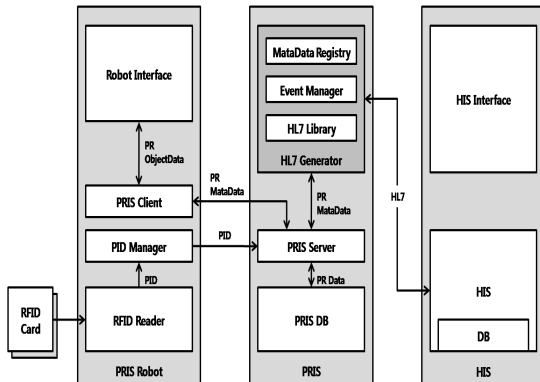 Robot Interface
PR
ObjectData
PRIS Client
PID Manager
PID
RFID Reader
PRIS Robot
RFID
Card
PR
MataData
PID
MataData Registry
Event Manager
HL7 Library
HL7 Generator
PR
MataData
PRIS Server
PR Data
PRIS DB
PRIS
HL7
HIS Interface
HIS
DB
HIS